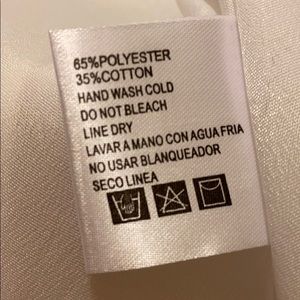 65%POLYESTER
35%COTTON
HAND WASH COLD
DO NOT BLEACH
LINE DRY
LAVAR A MANO CON AGUA FRIA
NO USAR BLANQUEADOR
SECO LINEA